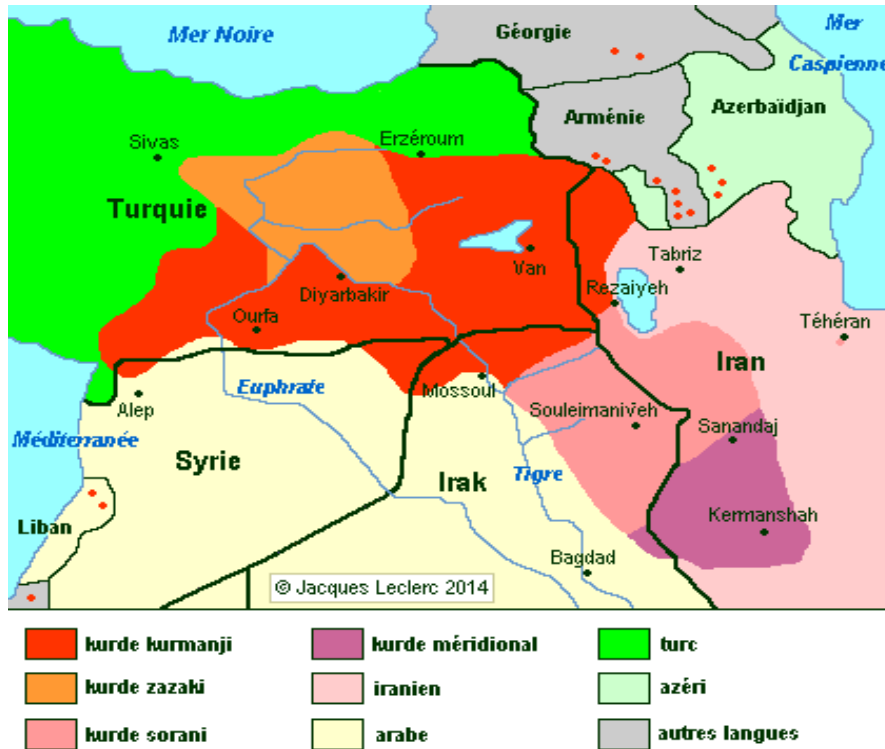 Mer Noire
Géorgie
Mer
Caspienne
Arménie
Azerbaïdjan
Sivas
Erzéroum
Turquie
Van
Tabriz
Diyarbakir
Rezaiyeh
Ourfa
Téhéran
Iran
Alep
Euphrate
Mossoul
Souleimaniyeh
Sanandaj
Méditerranée
Syrie
Irak
Tigre
Kermanshah
Liban
Bagdad
© Jacques Leclerc 2014
kurde kurmanji
kurde méridional
turc
kurde zazaki
iranien
azéri
kurde sorani
arabe
autres langues